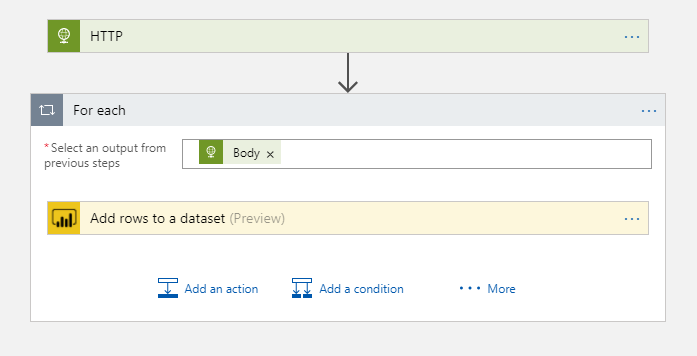 HTTP
For each
*Select an output from
previous steps
Body ×
Add rows to a dataset (Preview)
Add an action Add a condition More